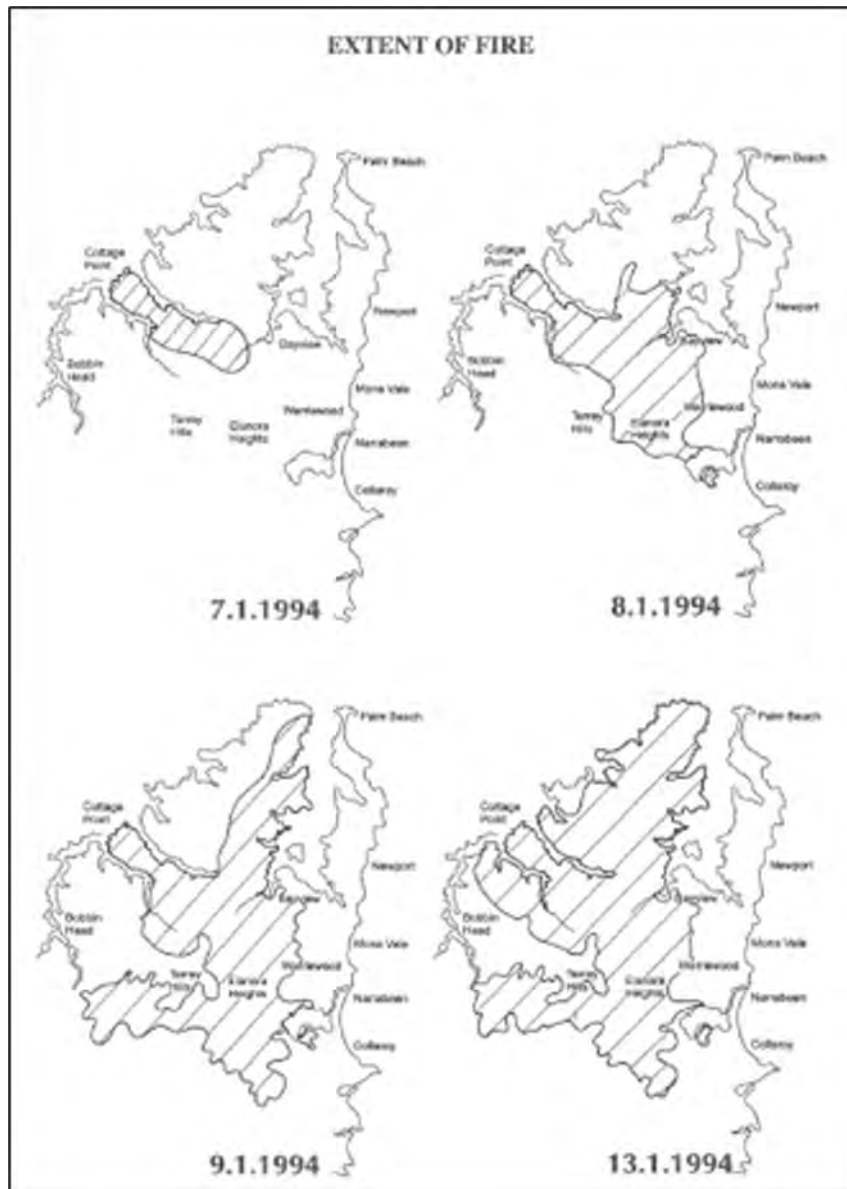 EXTENT OF FIRE
Palm Beach
Cottage
Point
Newport
Bayview
Bobbin
Head
Mona Vale
Warriewood
Terrey
Hills
Elanora
Heights
Narrabeen
Collaroy
7.1.1994
Palm Beach
Cottage
Point
Newport
Bayview
Bobbin
Head
Mona Vale
Warriewood
Terrey
Hills
Elanora
Heights
Narrabeen
Collaroy
8.1.1994
Palm Beach
Cottage
Point
Newport
Bayview
Bobbin
Head
Mona Vale
Warriewood
Terrey
Hills
Elanora
Heights
Narrabeen
Collaroy
9.1.1994
Palm Beach
Cottage
Point
Newport
Bayview
Bobbin
Head
Mona Vale
Warriewood
Terrey
Hills
Elanora
Heights
Narrabeen
Collaroy
13.1.1994